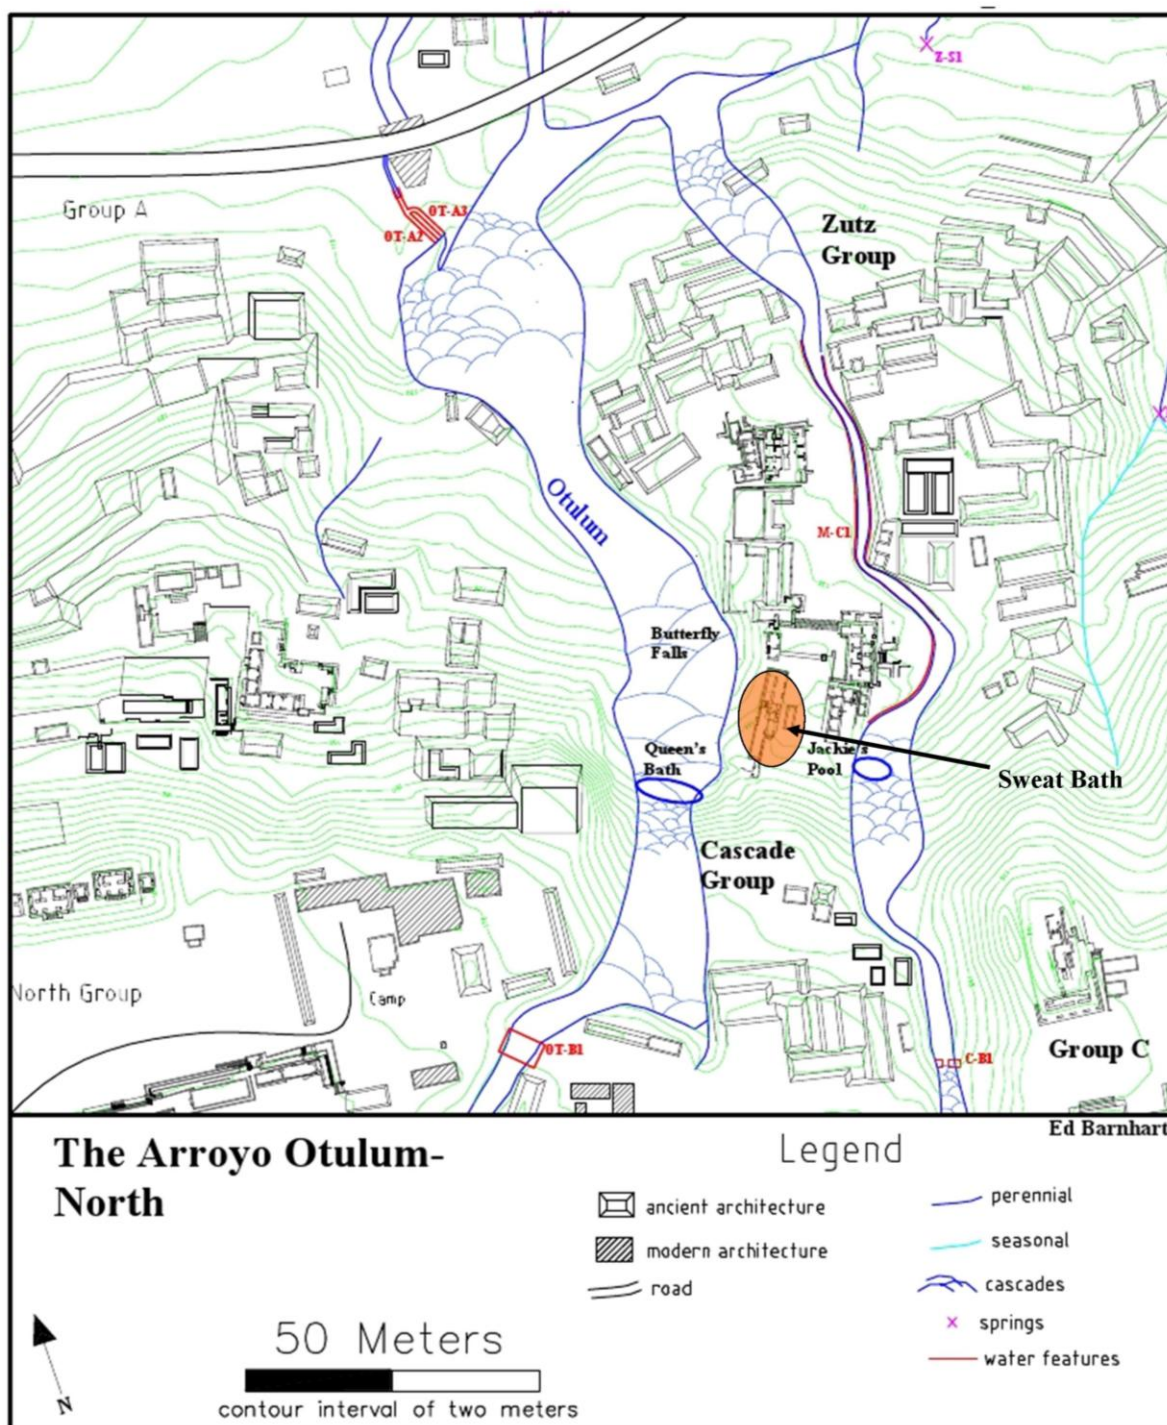 Z-S1
Group A
OT-A3
OT-A2
Zutz
Group
Otulum
M-C1
Butterfly
Falls
Queen's
Bath
Jackie's
Pool
Sweat Bath
Cascade
Group
North Group
Camp
OT-B1
Group C
C-B1
Ed Barnhart
The Arroyo Otulum-
North
Legend
ancient architecture
modern architecture
road
perennial
seasonal
cascades
springs
water features
50 Meters
contour interval of two meters
N